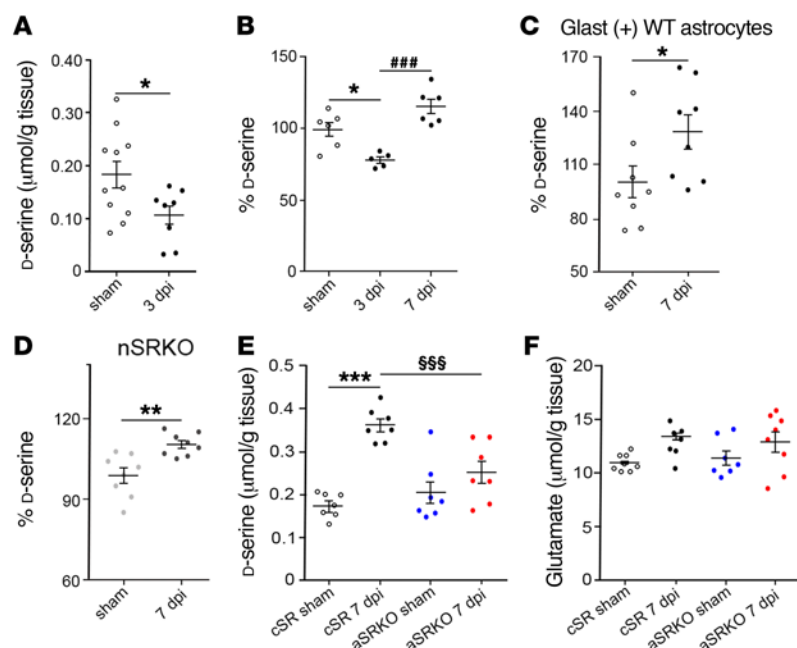 A
D-serine (μmol/g tissue)
0.40
0.30
0.20
0.10
0
*
sham
3 dpi
B
% D-serine
150
100
50
0
*
###
sham
3 dpi
7 dpi
C Glast (+) WT astrocytes
% D-serine
170
140
110
80
50
*
sham
7 dpi
D
nSRKO
% D-serine
120
90
60
**
sham
7 dpi
E
D-serine (μmol/g tissue)
0.5
0.4
0.3
0.2
0.1
0
***
§§§
cSR sham
cSR 7 dpi
aSRKO sham
aSRKO 7 dpi
F
Glutamate (μmol/g tissue)
20
15
10
5
0
cSR sham
cSR 7 dpi
aSRKO sham
aSRKO 7 dpi